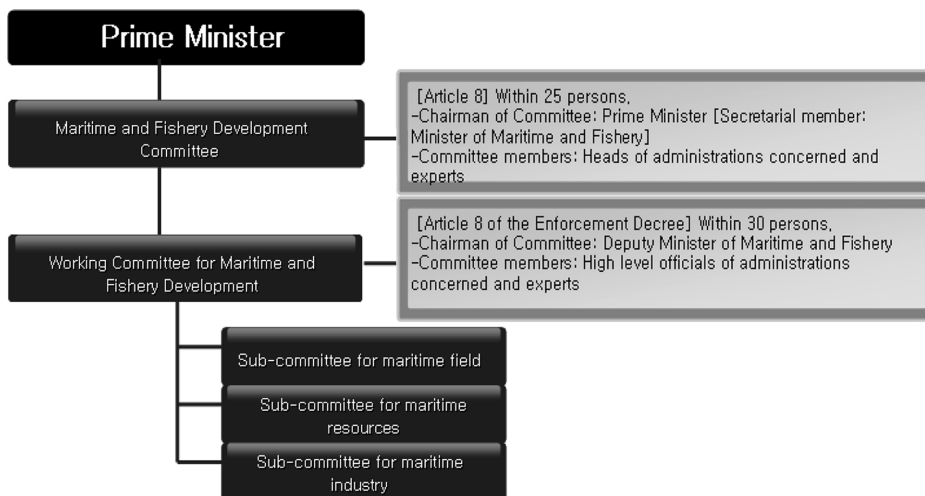 Prime Minister
Maritime and Fishery Development
Committee
[Article 8] Within 25 persons,
-Chairman of Committee: Prime Minister [Secretarial member:
Minister of Maritime and Fishery]
-Committee members: Heads of administrations concerned and
experts
Working Committee for Maritime and
Fishery Development
[Article 8 of the Enforcement Decree] Within 30 persons,
-Chairman of Committee: Deputy Minister of Maritime and Fishery
-Committee members: High level officials of administrations
concerned and experts
Sub-committee for maritime field
Sub-committee for maritime
resources
Sub-committee for maritime
industry